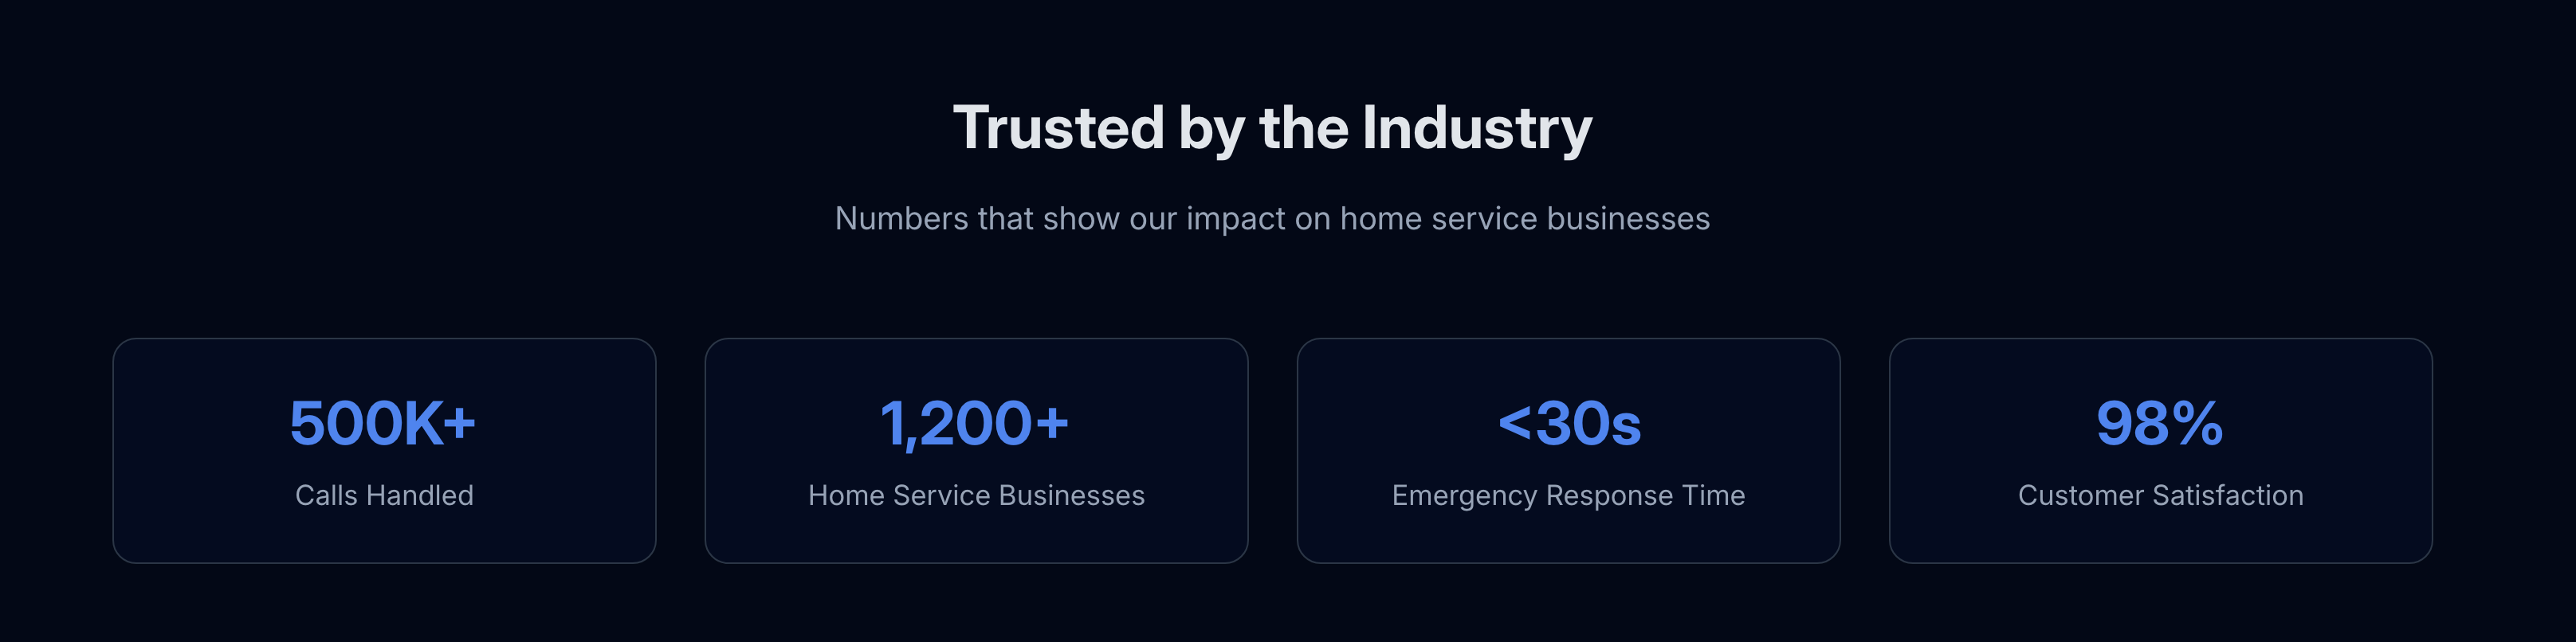 Trusted by the Industry
Numbers that show our impact on home service businesses
500K+
Calls Handled
1,200+
Home Service Businesses
<30s
Emergency Response Time
98%
Customer Satisfaction